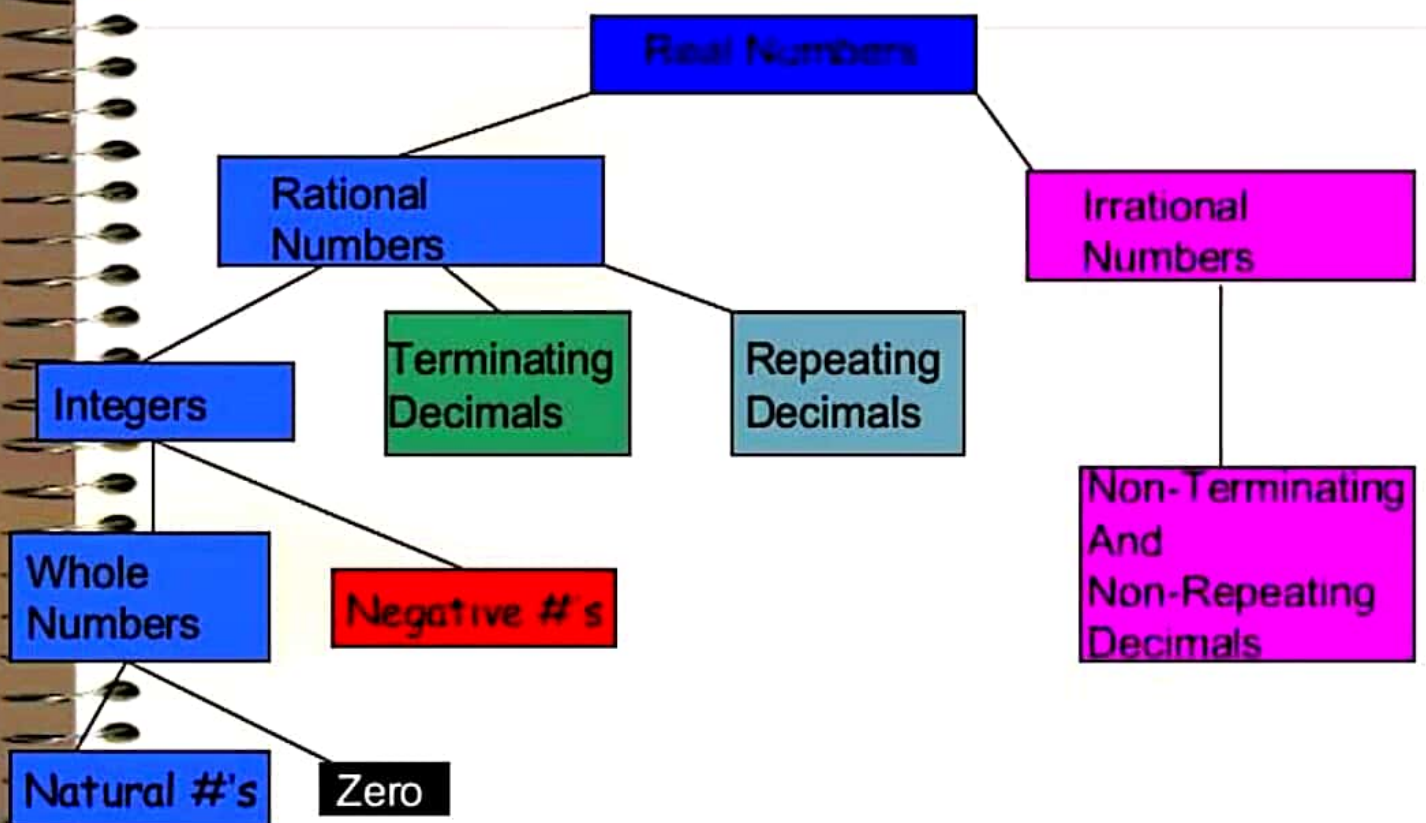 Real Numbers
Rational
Numbers
Irrational
Numbers
Terminating
Decimals
Repeating
Decimals
Integers
Non-Terminating
And
Non-Repeating
Decimals
Whole
Numbers
Negative #'s
Natural #'s
Zero